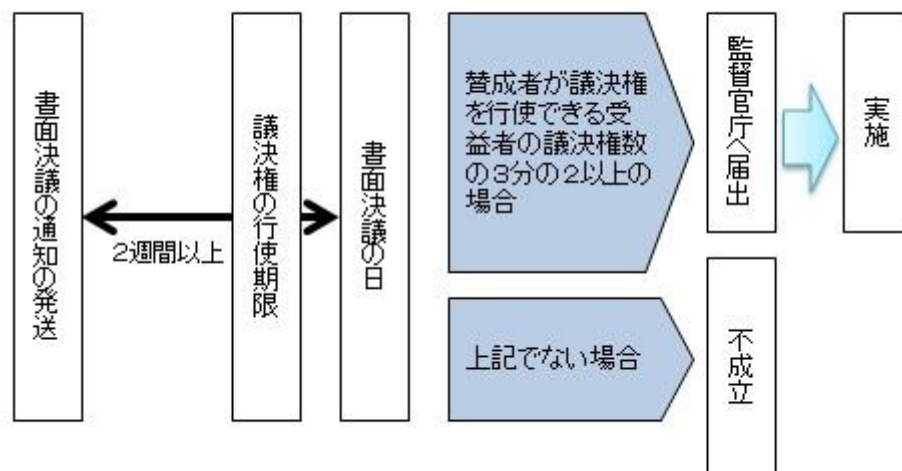 書面決議の通知の発送
2週間以上
議決権の行使期限
書面決議の日
賛成者が議決権
を行使できる受
益者の議決権数
の3分の2以上の
場合
監督官庁へ届出
実施
上記でない場合
不成立